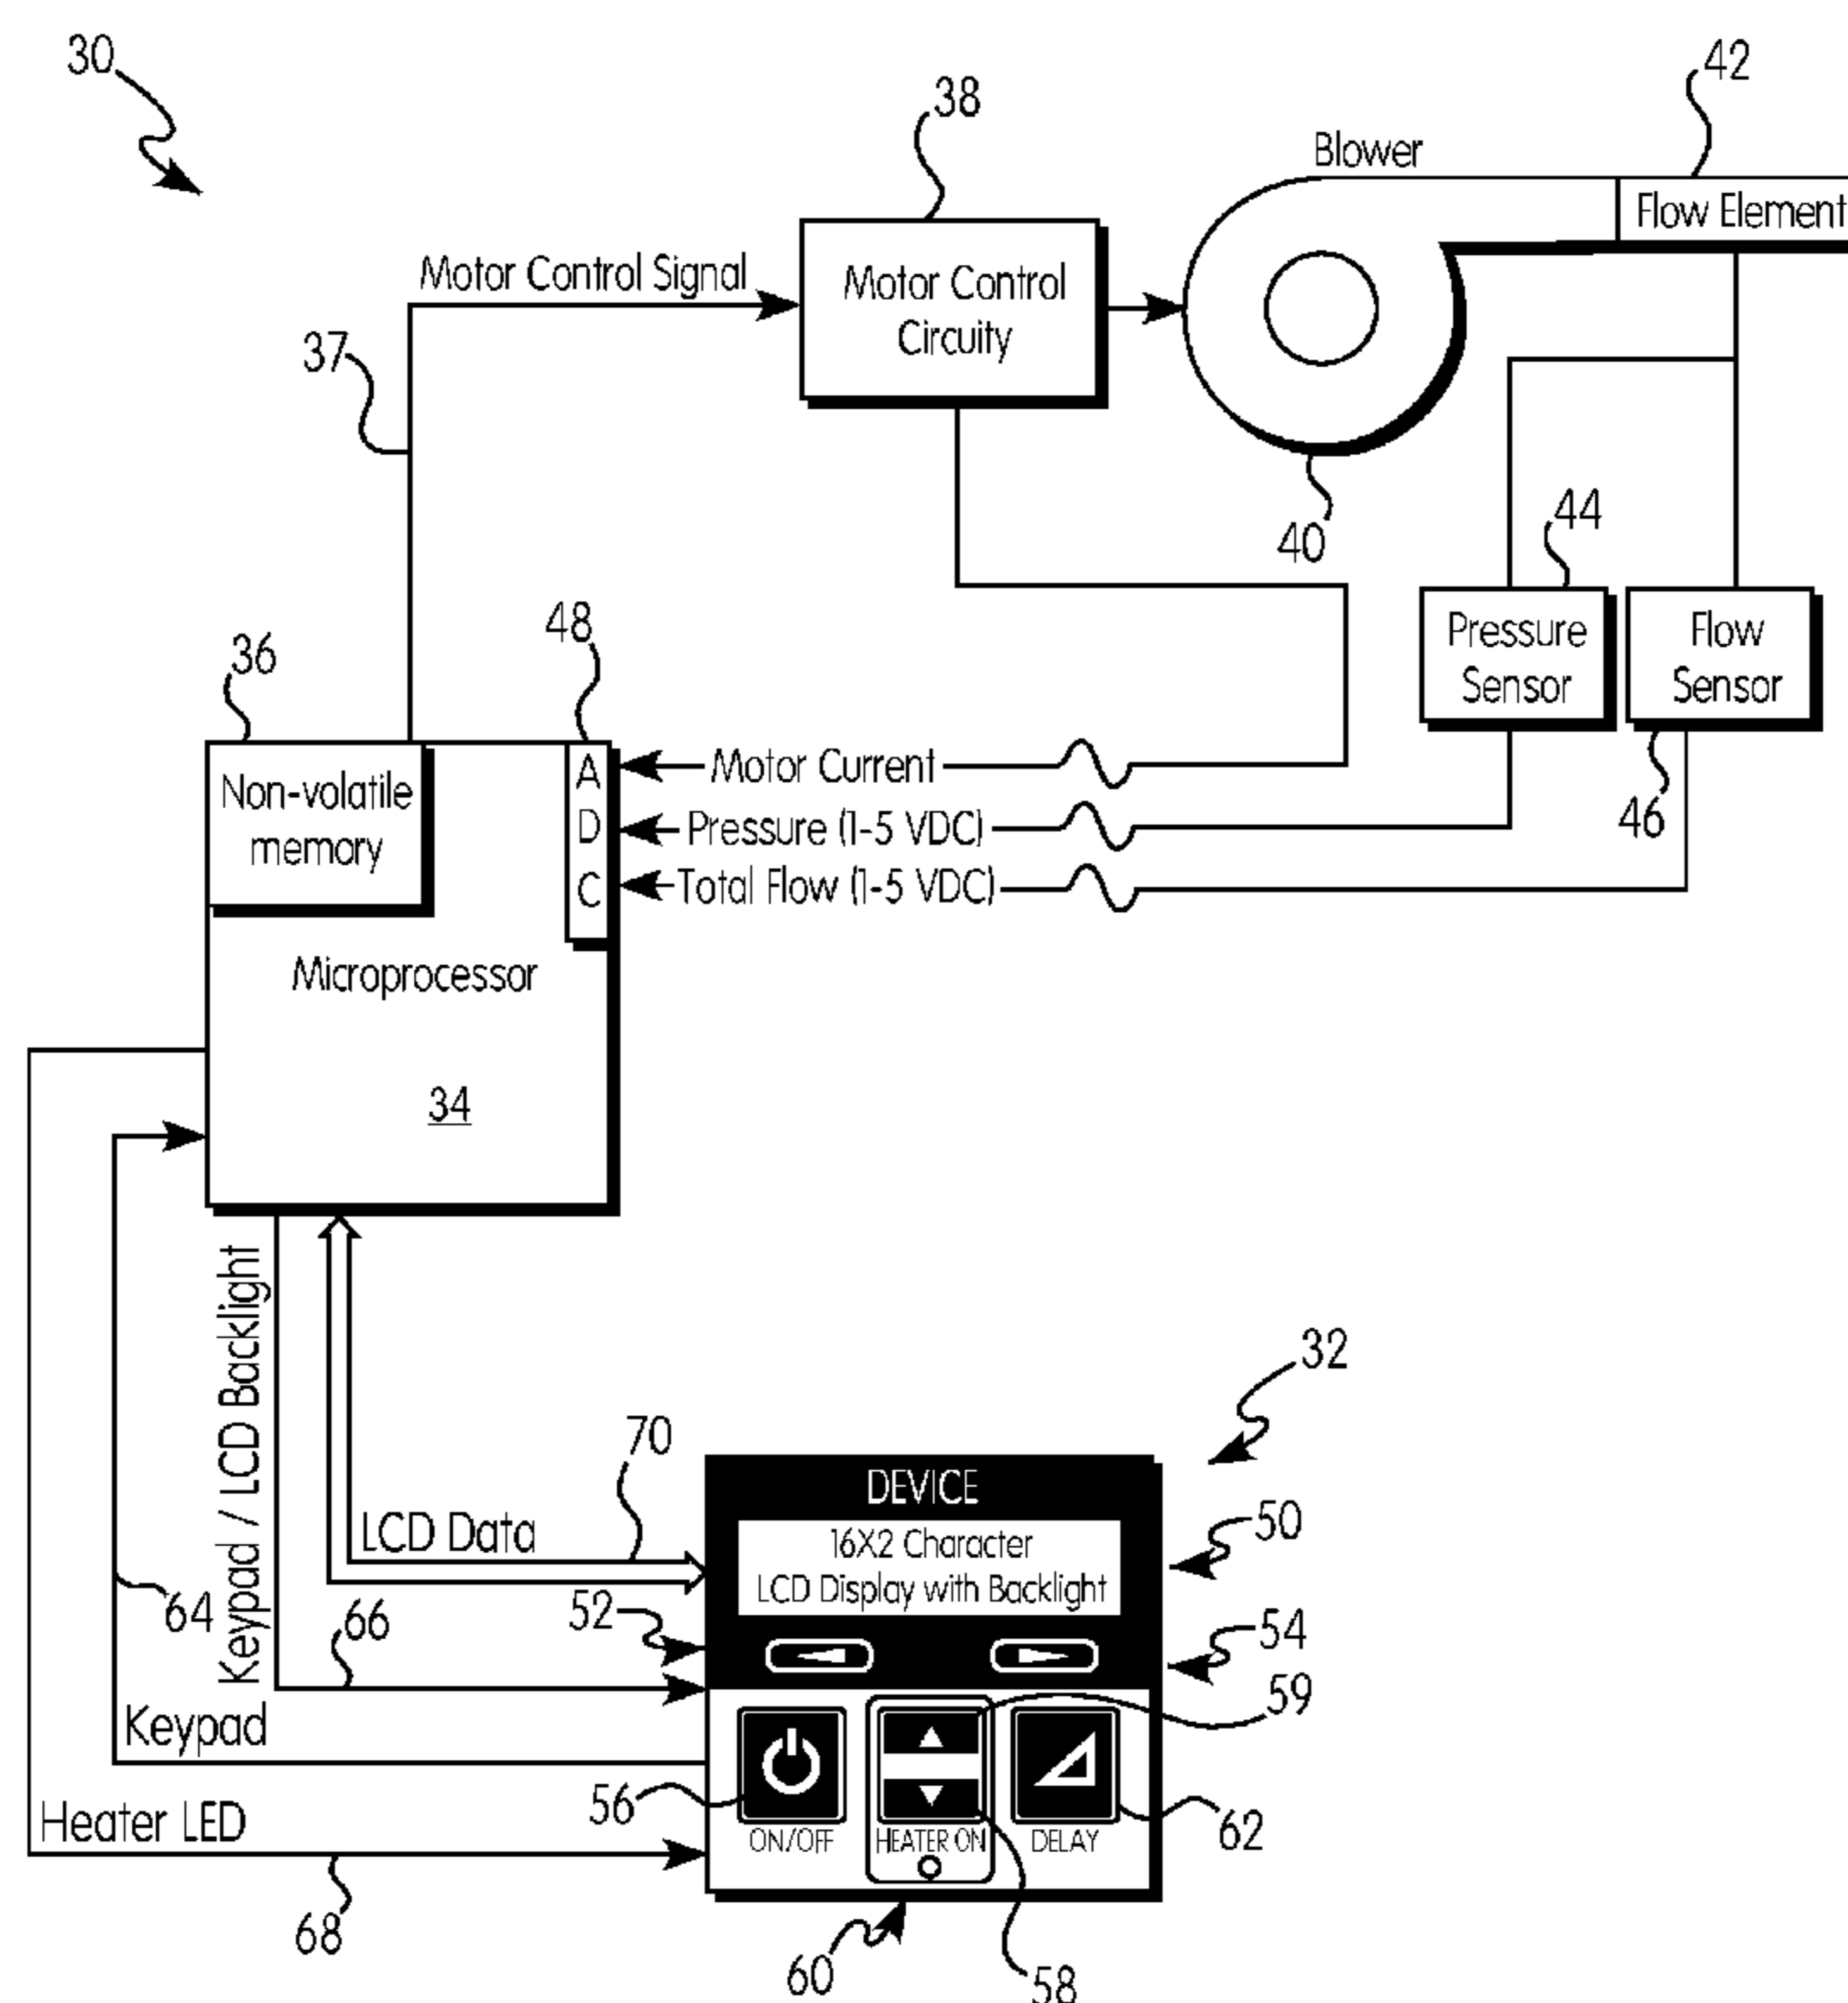 30
38
42
Blower
Flow Element
Motor Control Signal
Motor Control
Circuity
37
40
44
Pressure
Sensor
Flow
Sensor
46
36
48
Non-volatile
memory
A
D
C
Motor Current
Pressure (1-5 VDC)
Total Flow (1-5 VDC)
Microprocessor
34
Keypad / LCD Backlight
32
70
LCD Data
DEVICE
16X2 Character
LCD Display with Backlight
50
52
54
64
66
59
Keypad
56
ON/OFF
HEATER ON
DELAY
62
Heater LED
68
60
58